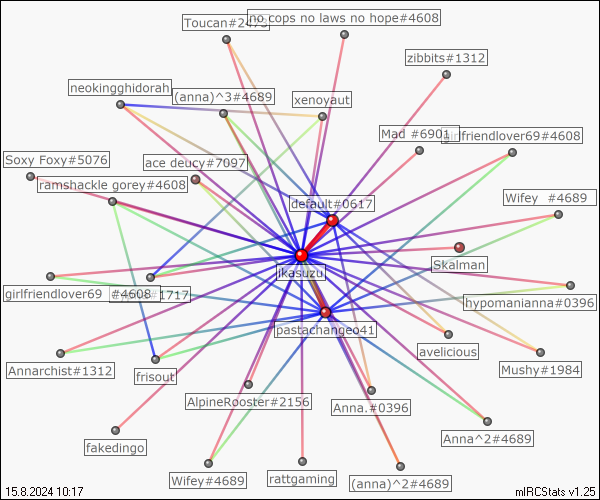 Toucan#2473
no cops no laws no hope#4608
zibbits#1312
neokingghidorah
(anna)^3#4689
xenoyaut
Mad #6901
girlfriendlover69#4608
Soxy Foxy#5076
ace deucy#7097
ramshackle gorey#4608
default#0617
Wifey #4689
Skalman
ikasuzu
girlfriendlover69 #4608
#1717
hypomanianna#0396
pastachangeo41
avelicious
Annarchist#1312
frisout
Mushy#1984
AlpineRooster#2156
Anna.#0396
fakedingo
Anna^2#4689
Wifey#4689
rattgaming
(anna)^2#4689
15.8.2024 10:17
mIRCStats v1.25